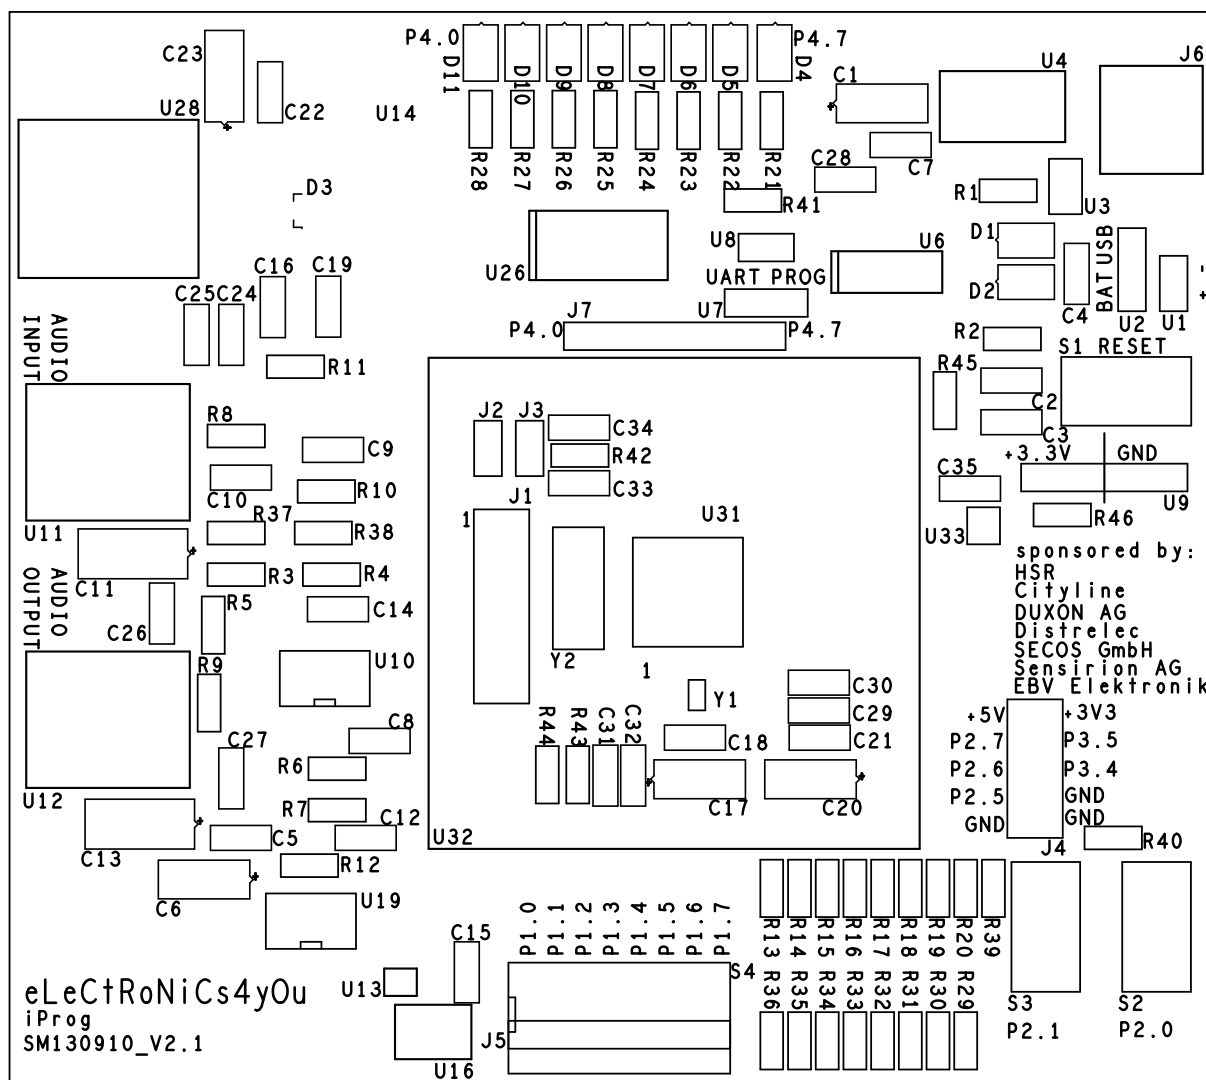 P4.0
P4.7
D11
D10
D9
D8
D7
D6
D5
D4
C23
C22
U28
U14
C1
U4
J6
R28
R27
R26
R25
R24
R23
R22
R21
C28
C7
D3
R41
R1
U3
U8
U6
D1
U26
UART PROG
D2
BAT USB
-
+
C16
C19
C25
C24
J7
U7
P4.0
P4.7
C4
U2
U1
R2
S1 RESET
AUDIO
INPUT
R11
R45
C2
C3
R8
C9
J2
J3
C34
R42
C33
+3.3V
GND
C35
C10
R10
J1
U9
R37
R38
1
U31
U33
R46
U11
C11
AUDIO
OUTPUT
R3
R4
sponsored by:
HSR
Cityline
DUXON AG
Distrelec
SECOS GmbH
Sensirion AG
EBV Elektronik
R5
C14
C26
R9
U10
Y2
1
Y1
C30
C29
C21
C8
C27
R44
R43
C31
C32
C18
+5V
+3V3
P2.7
P3.5
P2.6
P3.4
P2.5
GND
GND
GND
R6
U12
R7
C12
C17
C20
C13
C5
U32
J4
R40
R12
C6
U19
P1.0
P1.1
P1.2
P1.3
P1.4
P1.5
P1.6
P1.7
R13
R14
R15
R16
R17
R18
R19
R20
R39
C15
S4
R36
R35
R34
R33
R32
R31
R30
R29
U13
S3
S2
P2.1
P2.0
eLeCtRoNiCs4yOu
iProg
SM130910_V2.1
J5
U16